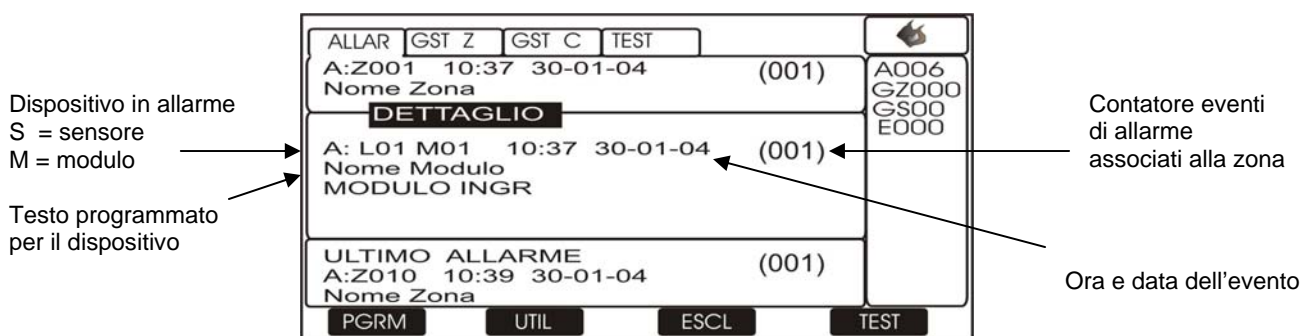 Dispositivo in allarme
S = sensore
M = modulo
Testo programmato
per il dispositivo
ALLAR GST Z GST C TEST
A:Z001 10:37 30-01-04 (001)
Nome Zona
DETTAGLIO
A: L01 M01 10:37 30-01-04 (001)
Nome Modulo
MODULO INGR
ULTIMO ALLARME (001)
A:Z010 10:39 30-01-04
Nome Zona
PGRM UTIL ESCL TEST
A006
GZ000
GS00
E000
Contatore eventi
di allarme
associati alla zona
Ora e data dell'evento